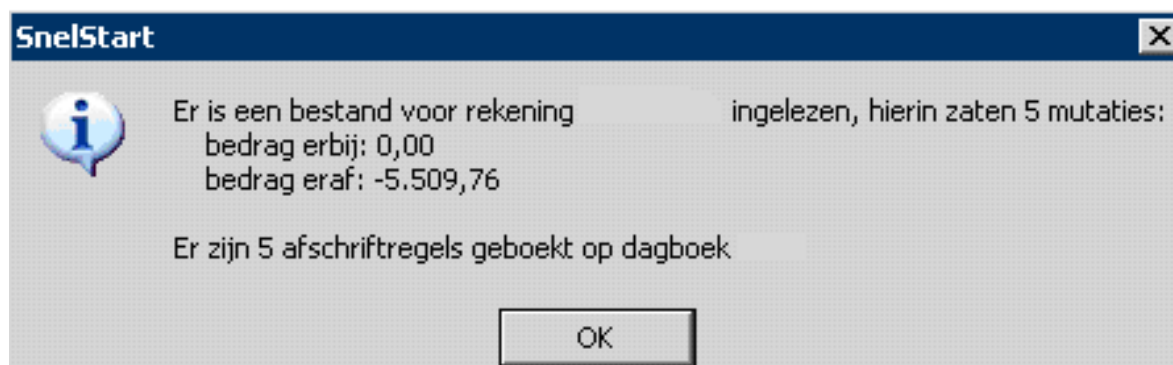 SnelStart
Er is een bestand voor rekening ingelezen, hierin zaten 5 mutaties:
bedrag erbij: 0,00
bedrag eraf: -5.509,76
Er zijn 5 afschriftregels geboekt op dagboek
OK